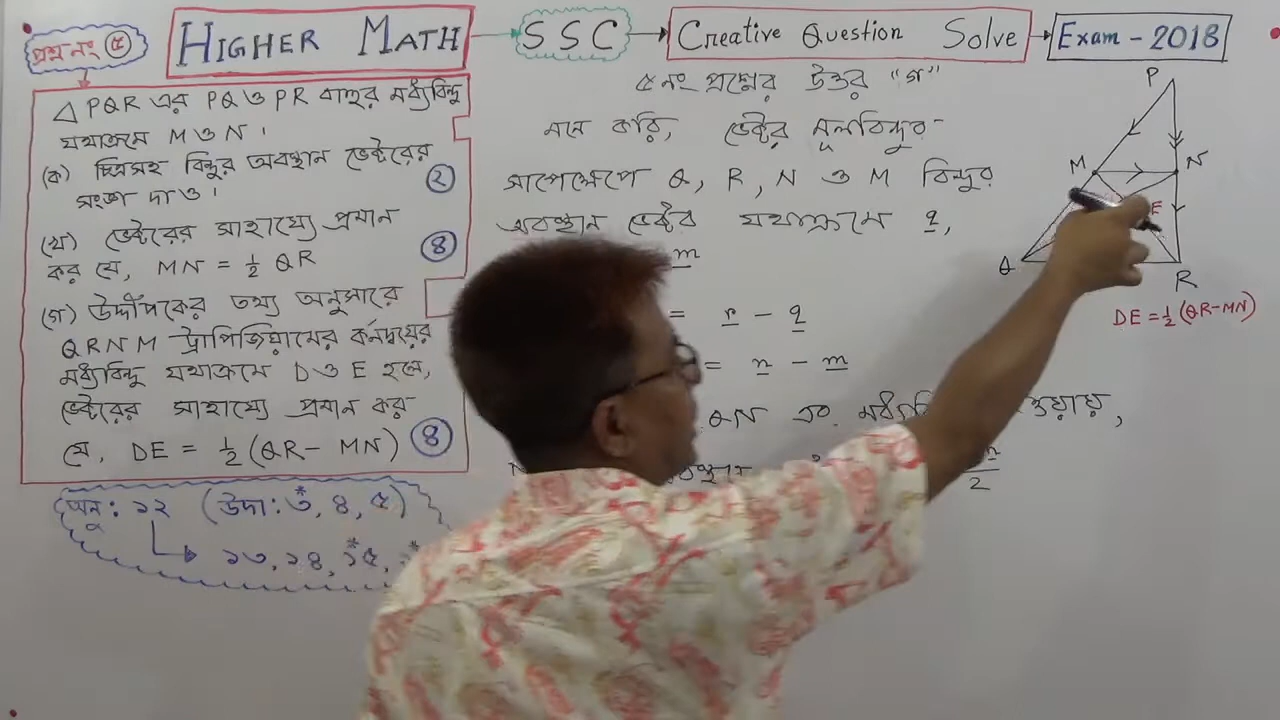 প্রশ্ন নং ৫
HIGHER MATH
SSC
Creative Question Solve
Exam - 2018
△ PQR এর PQ ও PR বাহুর মধ্যবিন্দু
যথাক্রমে M ও N ।
(ক) চিত্রসহ বিন্দুর অবস্থান ভেক্টরের
সংজ্ঞা দাও। ২
(খ) ভেক্টরের সাহায্যে প্রমান
কর যে, MN = ½ QR ৪
(গ) উদ্দীপকের তথ্য অনুসারে
QRNM ট্রাপিজিয়ামের কর্নদ্বয়ের
মধ্যবিন্দু যথাক্রমে D ও E হলে,
ভেক্টরের সাহায্যে প্রমান কর
যে, DE = ½ (QR - MN) ৪
অনু: ১২ (উদা: ৩*, ৪, ৫)
১৩, ১৪, ১৫*,
৫ নং প্রশ্নের উত্তর "গ"
মনে করি, ভেক্টর মূলবিন্দুর
সাপেক্ষে Q, R, N ও M বিন্দুর
অবস্থান ভেক্টর যথাক্রমে q,
m
= r - q
= n - m
QN এর
2
P
M
N
E
Q
R
DE = ½ (QR - MN)